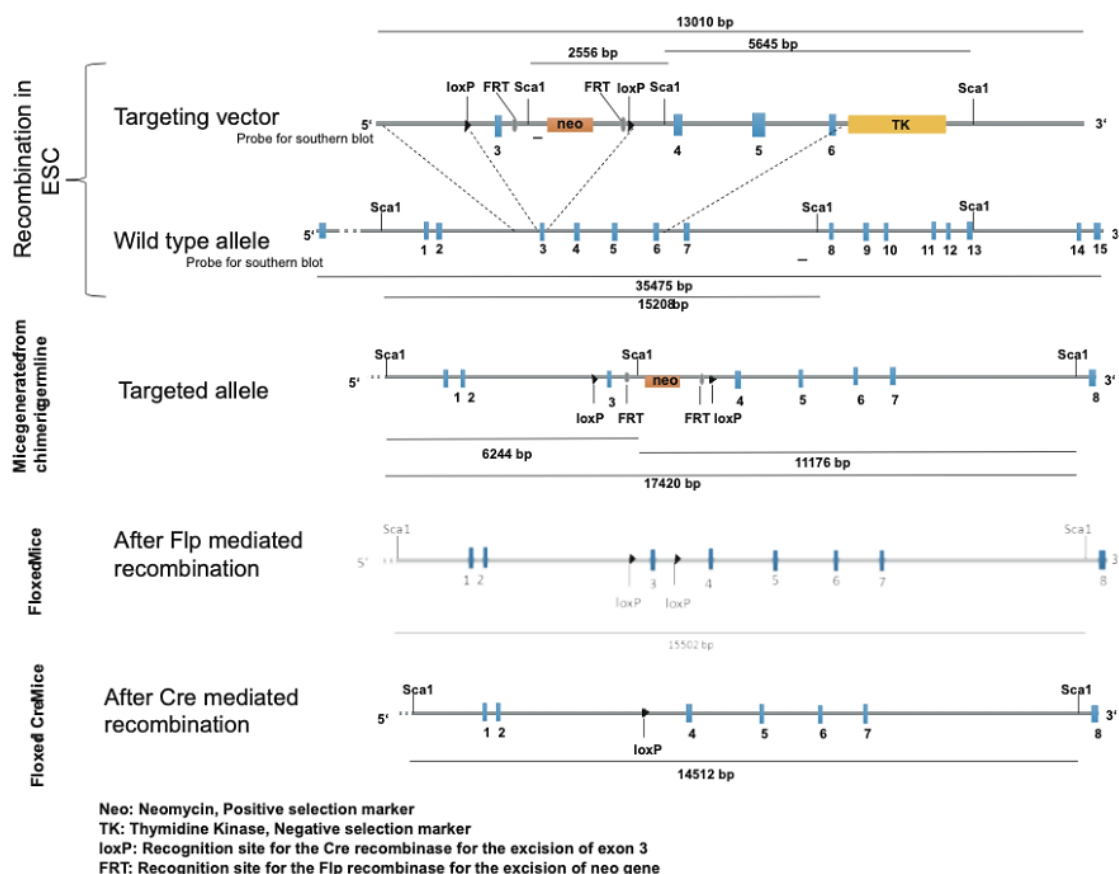 13010 bp
2556 bp
5645 bp
loxP FRT Sca1 FRT loxP Sca1 Sca1
Recombination in
ESC
Targeting vector
5‘ neo TK 3‘
Probe for southern blot
3 4 5 6
Sca1 Sca1 Sca1
Wild type allele
5‘ 3
Probe for southern blot
1 2 3 4 5 6 7 8 9 10 11 12 13 14 15
35475 bp
15208bp
Micegeneratedrom
chimerigermline
Targeted allele
Sca1 Sca1 Sca1
5‘ neo 3‘
1 2 3 4 5 6 7 8
loxP FRT FRT loxP
6244 bp
11176 bp
17420 bp
FloxedMice
After Flp mediated
recombination
Sca1 Sca1
5‘ 3
1 2 3 4 5 6 7 8
loxP loxP
15502 bp
Floxed CreMice
After Cre mediated
recombination
Sca1 Sca1
5‘ 3‘
1 2 4 5 6 7 8
loxP
14512 bp
Neo: Neomycin, Positive selection marker
TK: Thymidine Kinase, Negative selection marker
loxP: Recognition site for the Cre recombinase for the excision of exon 3
FRT: Recognition site for the Flp recombinase for the excision of neo gene